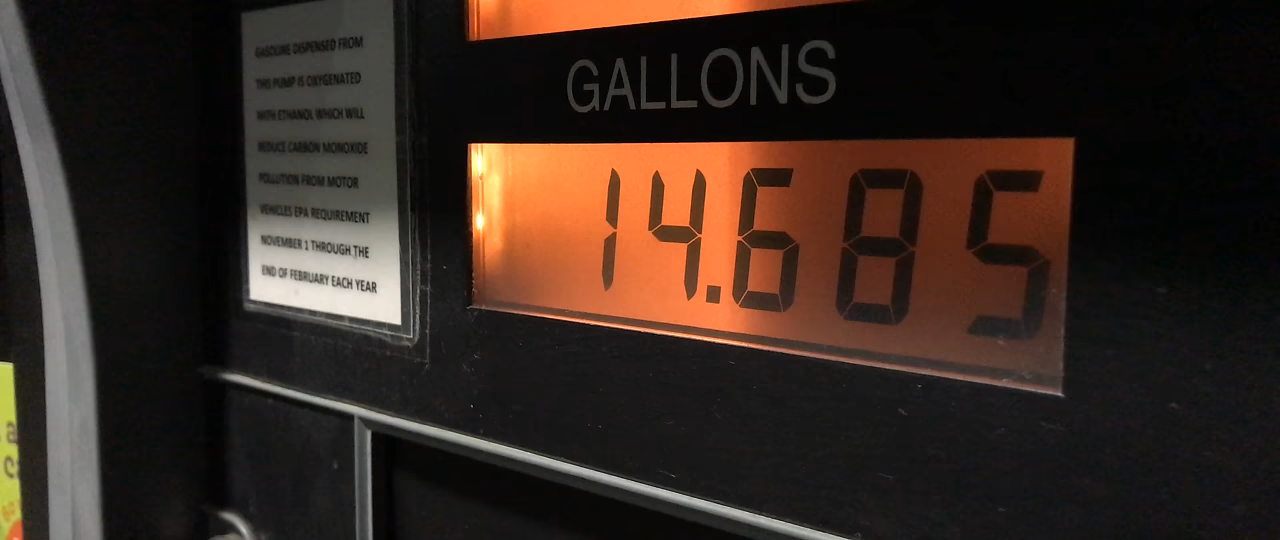 GASOLINE DISPENSED FROM
THIS PUMP IS OXYGENATED
WITH ETHANOL WHICH WILL
REDUCE CARBON MONOXIDE
POLLUTION FROM MOTOR
VEHICLES EPA REQUIREMENT
NOVEMBER 1 THROUGH THE
END OF FEBRUARY EACH YEAR
GALLONS
14.685